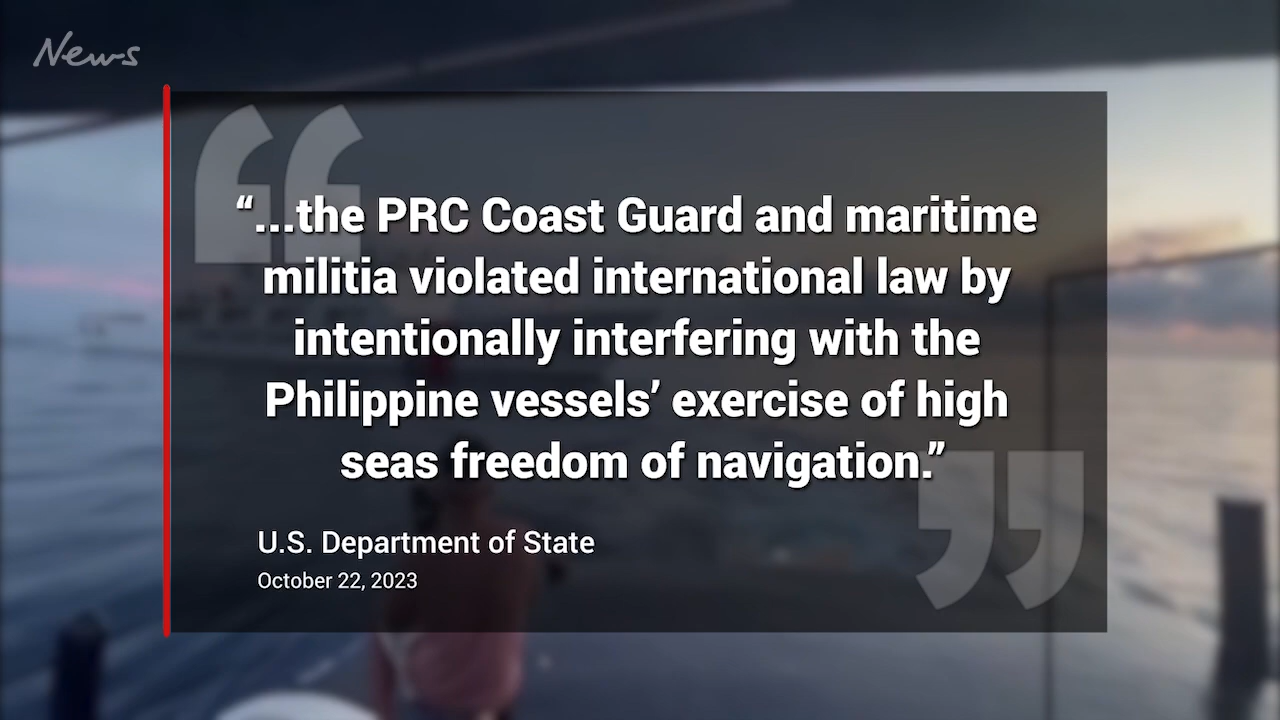 News
“...the PRC Coast Guard and maritime
militia violated international law by
intentionally interfering with the
Philippine vessels’ exercise of high
seas freedom of navigation.”
U.S. Department of State
October 22, 2023